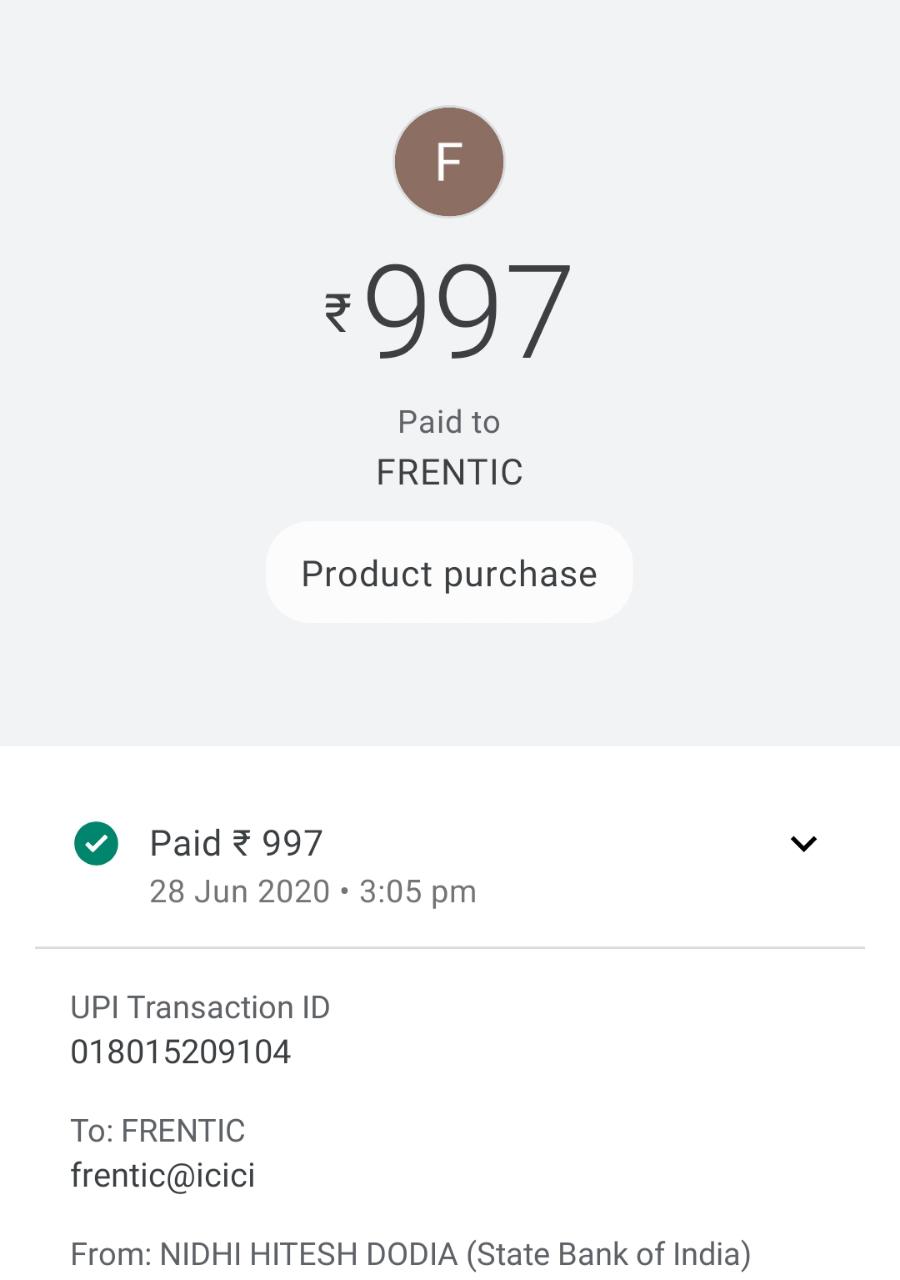 F
₹997
Paid to
FRENTIC
Product purchase
Paid ₹ 997
28 Jun 2020 • 3:05 pm
UPI Transaction ID
018015209104
To: FRENTIC
frentic@icici
From: NIDHI HITESH DODIA (State Bank of India)